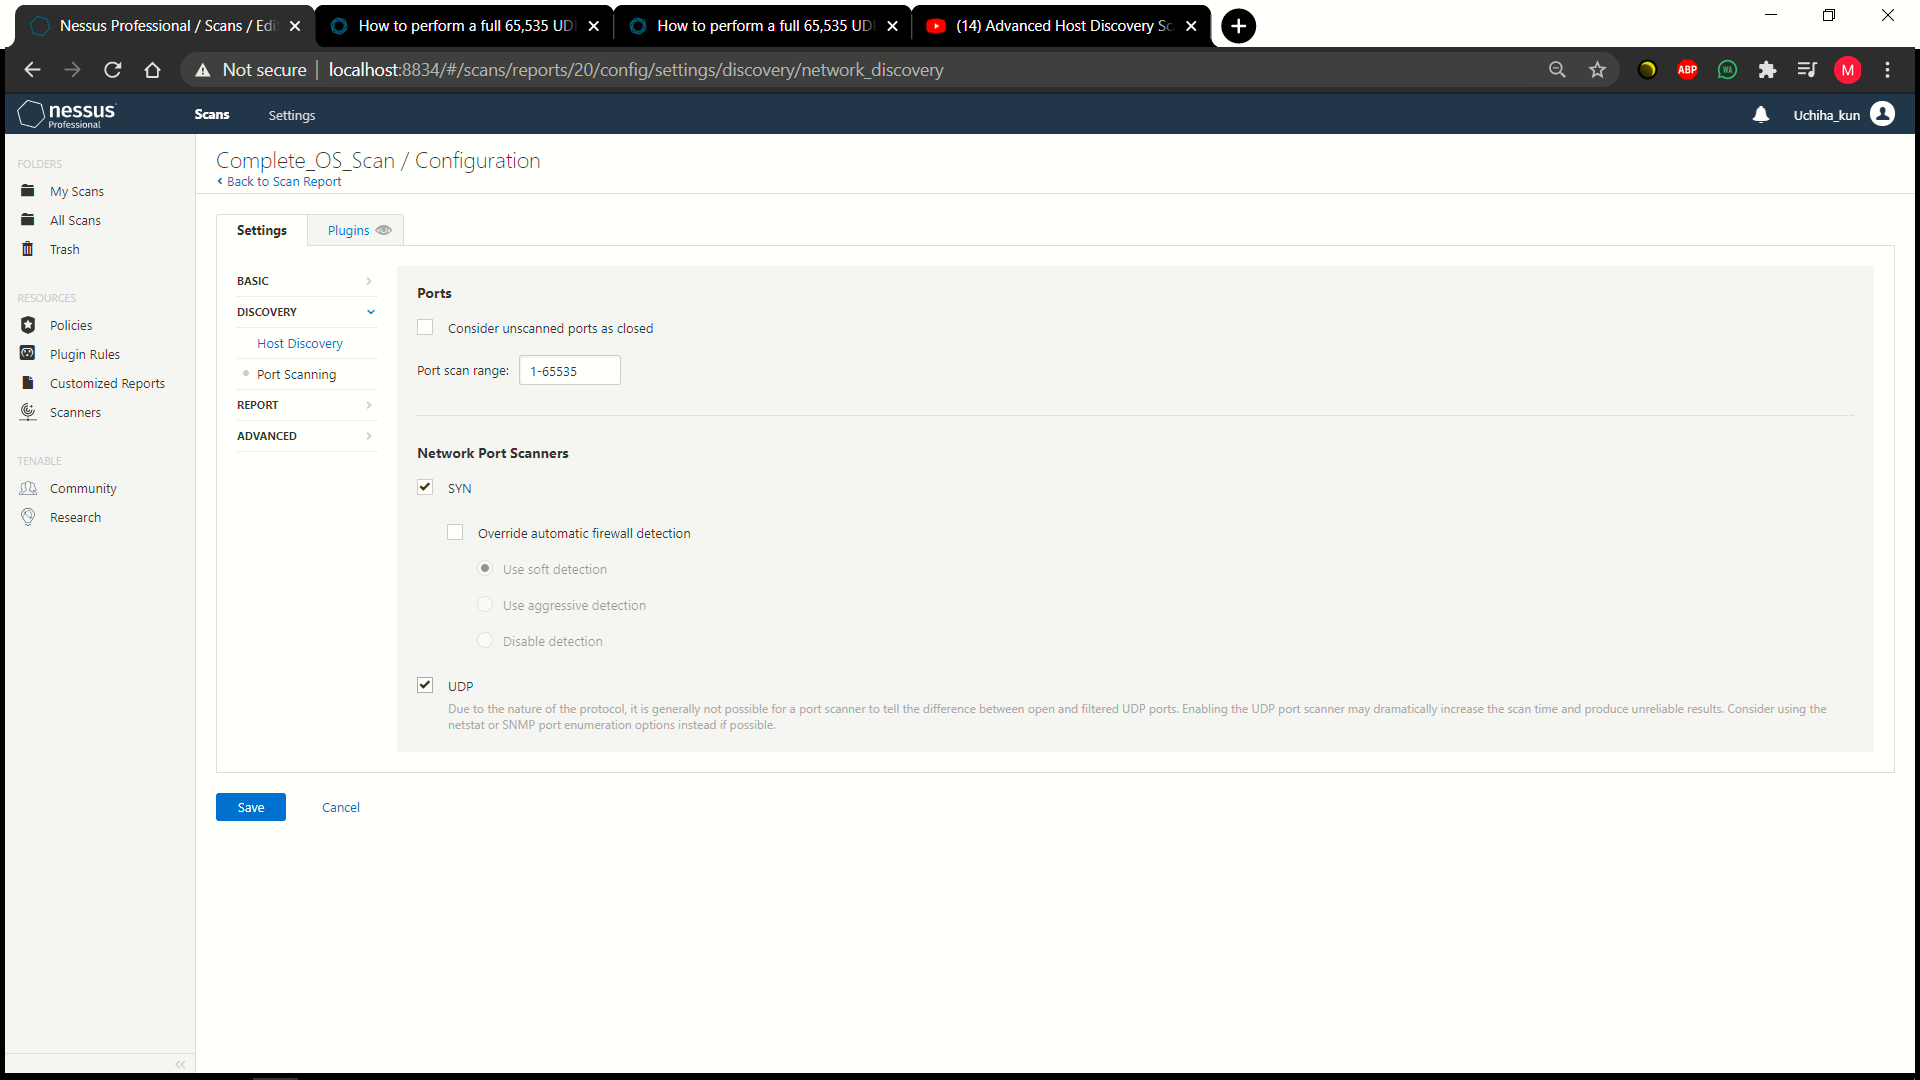 Nessus Professional / Scans / Edi
How to perform a full 65,535 UD
How to perform a full 65,535 UD
(14) Advanced Host Discovery Sc
Not secure
localhost:8834/#/scans/reports/20/config/settings/discovery/network_discovery
ABP
WA
M
nessus
Professional
Scans
Settings
Uchiha_kun
FOLDERS
My Scans
All Scans
Trash
RESOURCES
Policies
Plugin Rules
Customized Reports
Scanners
TENABLE
Community
Research
Complete_OS_Scan / Configuration
Back to Scan Report
Settings
Plugins
BASIC
DISCOVERY
Host Discovery
Port Scanning
REPORT
ADVANCED
Ports
Consider unscanned ports as closed
Port scan range: 1-65535
Network Port Scanners
SYN
Override automatic firewall detection
Use soft detection
Use aggressive detection
Disable detection
UDP
Due to the nature of the protocol, it is generally not possible for a port scanner to tell the difference between open and filtered UDP ports. Enabling the UDP port scanner may dramatically increase the scan time and produce unreliable results. Consider using the
netstat or SNMP port enumeration options instead if possible.
Save
Cancel